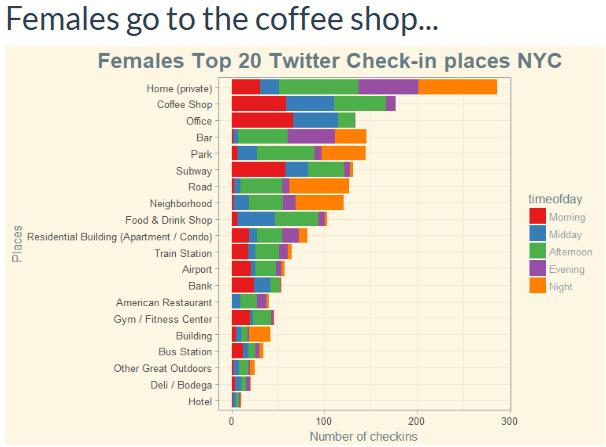 Females go to the coffee shop...
Females Top 20 Twitter Check-in places NYC
Home (private)
Coffee Shop
Office
Bar
Park
Subway
Road
Neighborhood
Food & Drink Shop
Residential Building (Apartment / Condo)
Train Station
Airport
Bank
American Restaurant
Gym / Fitness Center
Building
Bus Station
Other Great Outdoors
Deli / Bodega
Hotel
Places
0 100 200 300
Number of checkins
timeofday
Morning
Midday
Afternoon
Evening
Night